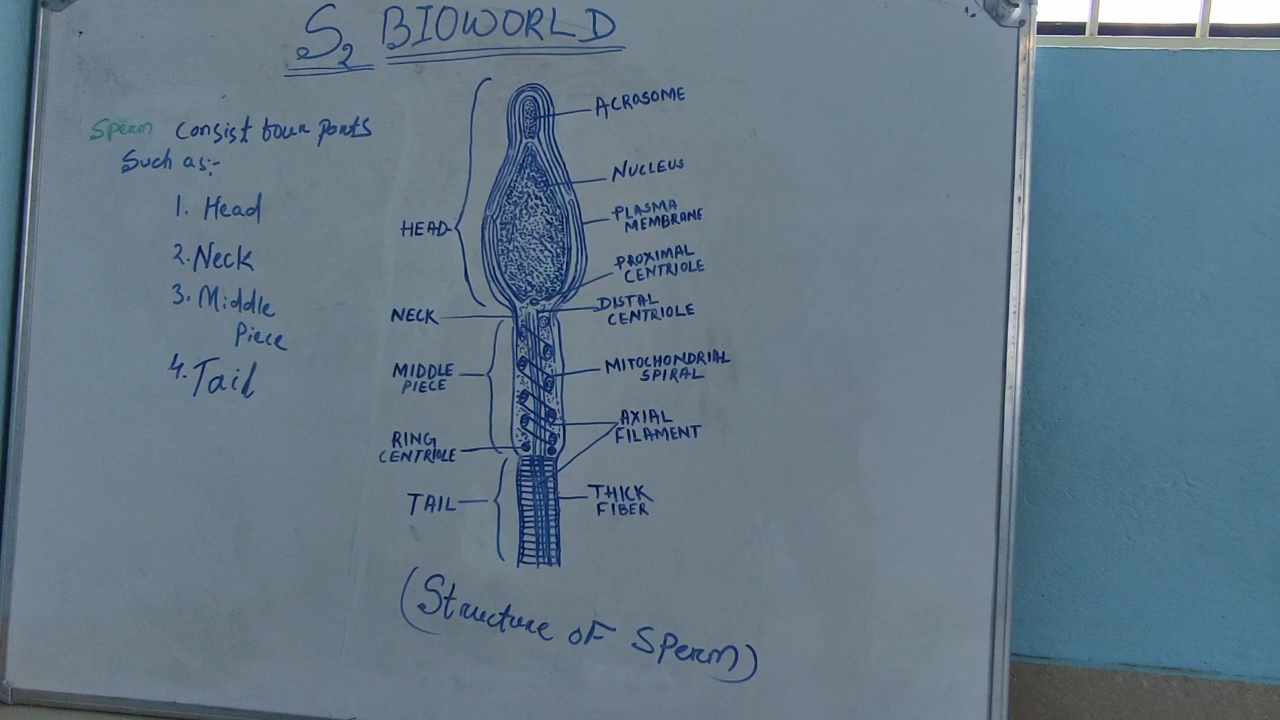 S2 BIOWORLD
Sperm consist four parts
Such as:-
1. Head
2. Neck
3. Middle
Piece
4. Tail
HEAD
NECK
MIDDLE
PIECE
RING
CENTRIOLE
TAIL
ACROSOME
NUCLEUS
PLASMA
MEMBRANE
PROXIMAL
CENTRIOLE
DISTAL
CENTRIOLE
MITOCHONDRIAL
SPIRAL
AXIAL
FILAMENT
THICK
FIBER
(Structure OF Sperm)